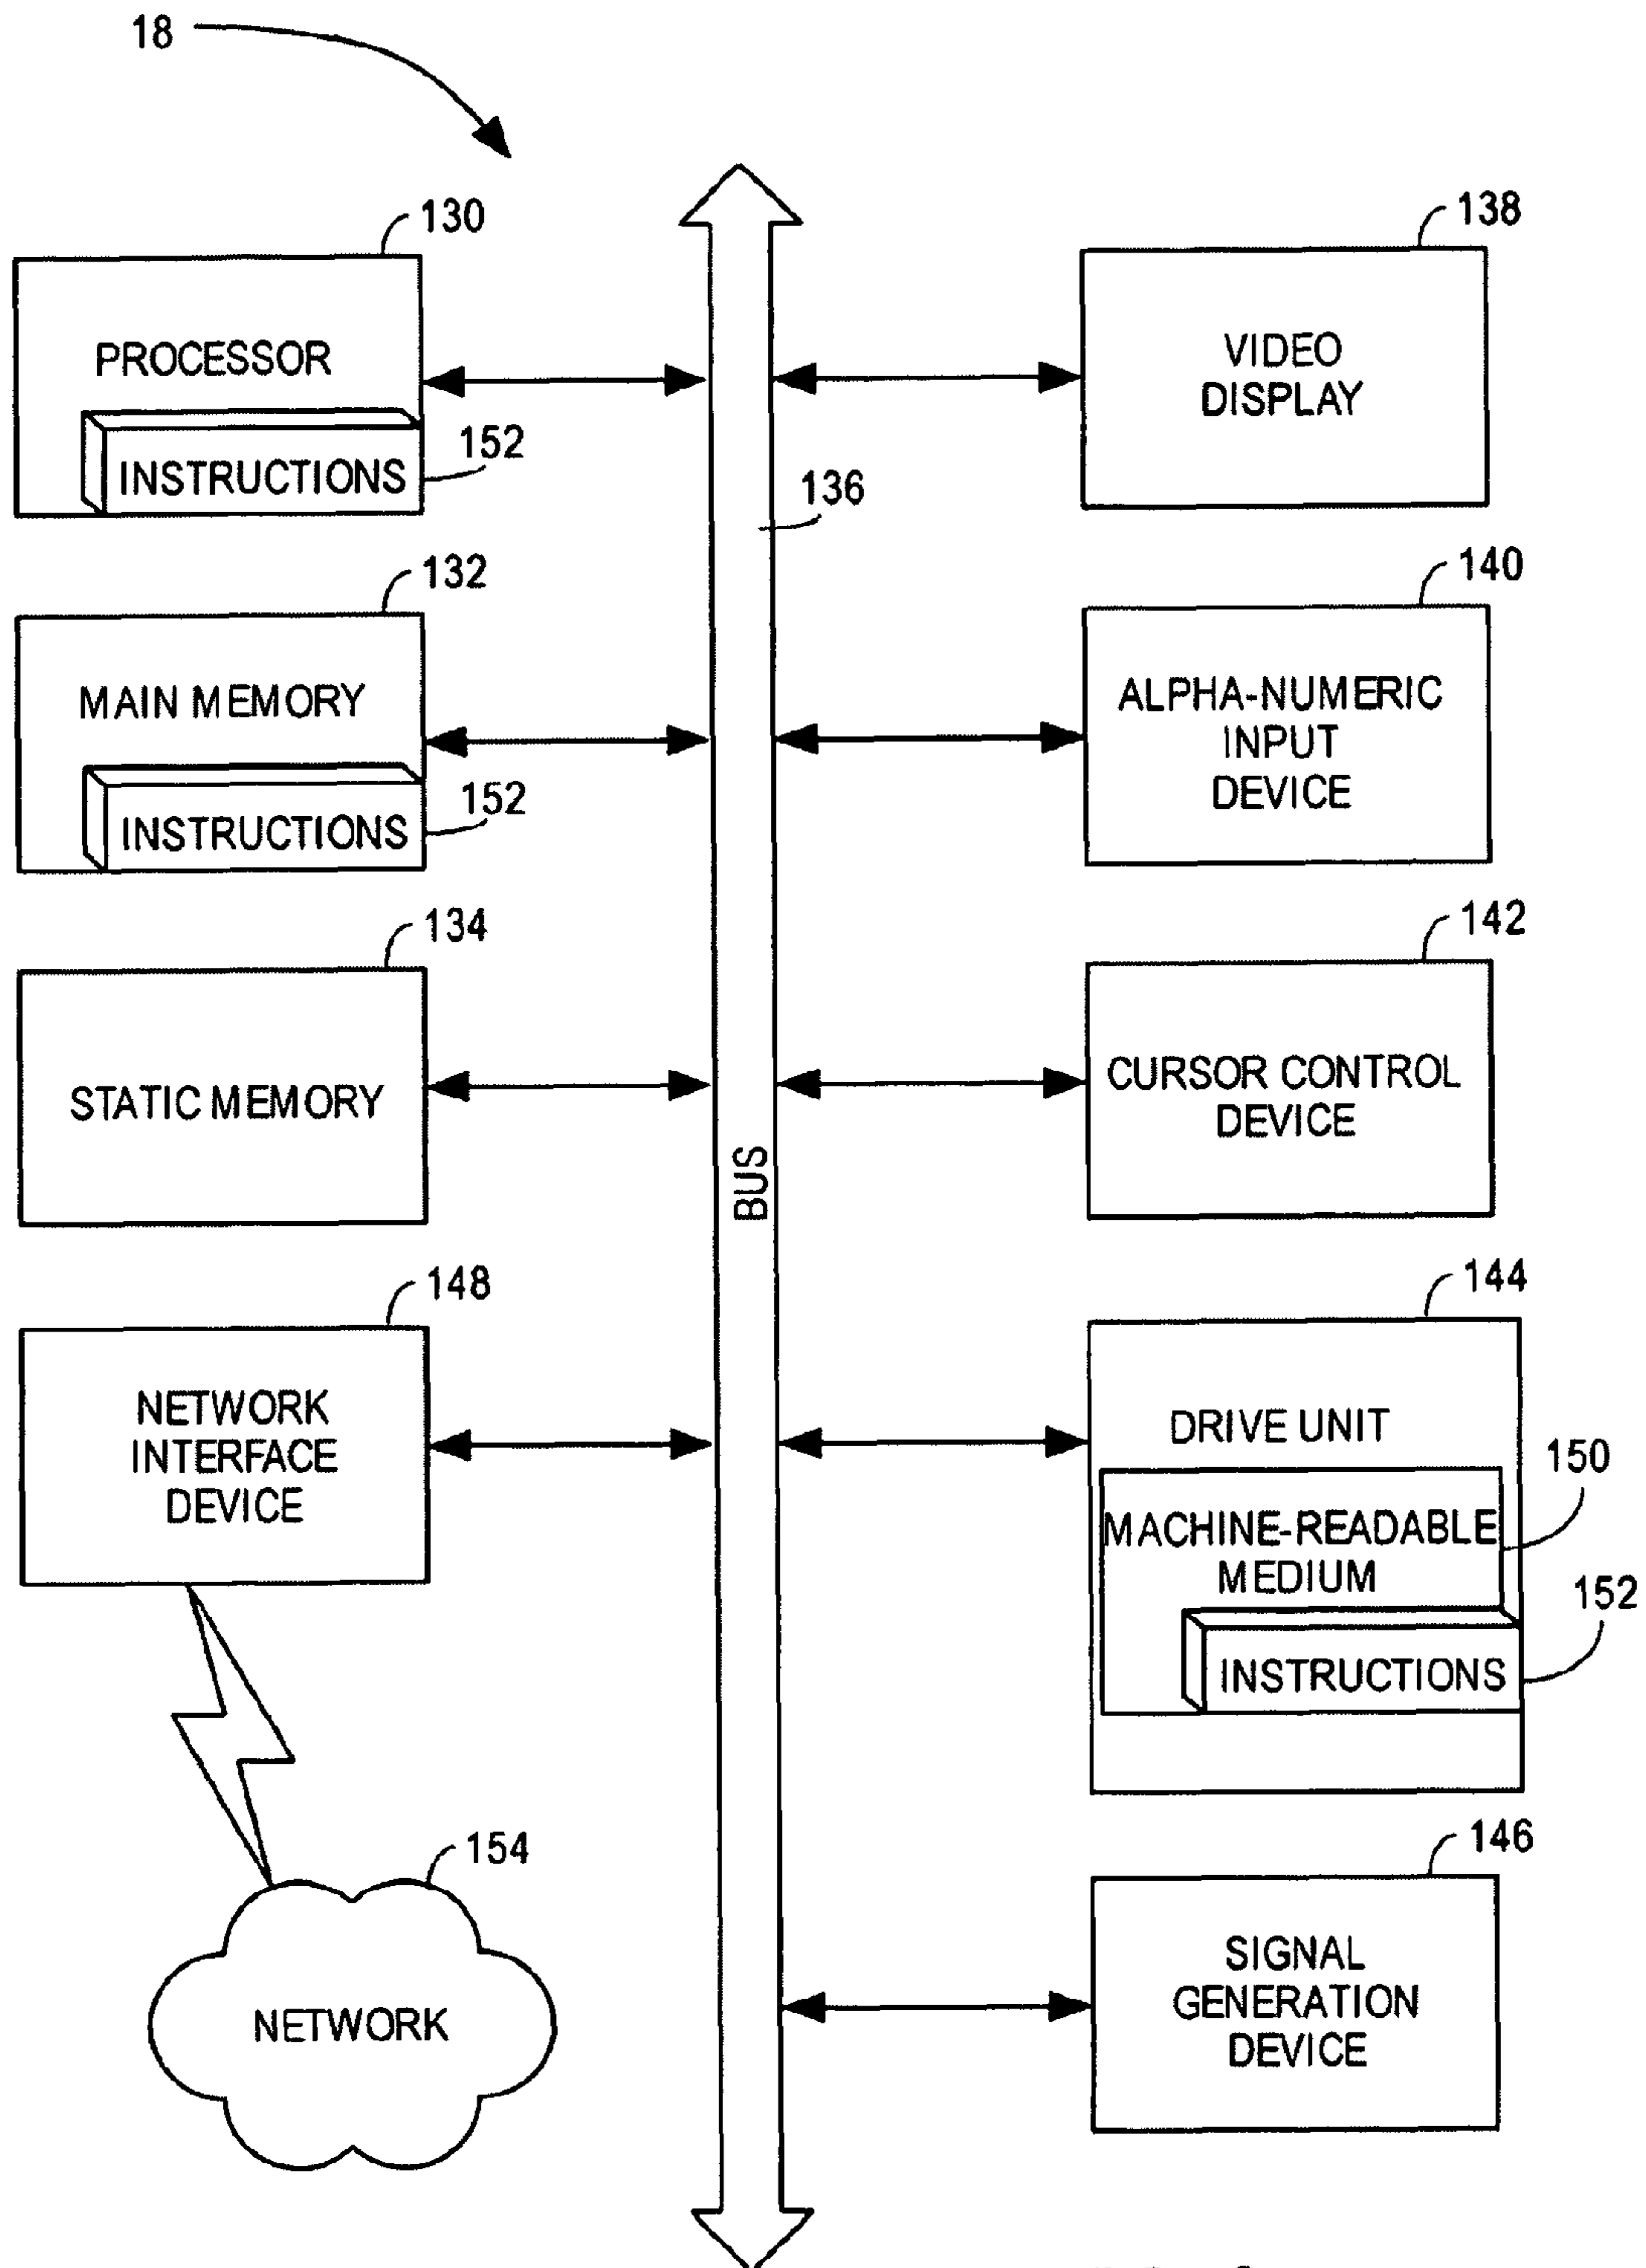 18
130
PROCESSOR
INSTRUCTIONS
152
132
MAIN MEMORY
INSTRUCTIONS
152
134
STATIC MEMORY
148
NETWORK
INTERFACE
DEVICE
154
NETWORK
136
BUS
138
VIDEO
DISPLAY
140
ALPHA-NUMERIC
INPUT
DEVICE
142
CURSOR CONTROL
DEVICE
144
DRIVE UNIT
150
MACHINE-READABLE
MEDIUM
152
INSTRUCTIONS
146
SIGNAL
GENERATION
DEVICE